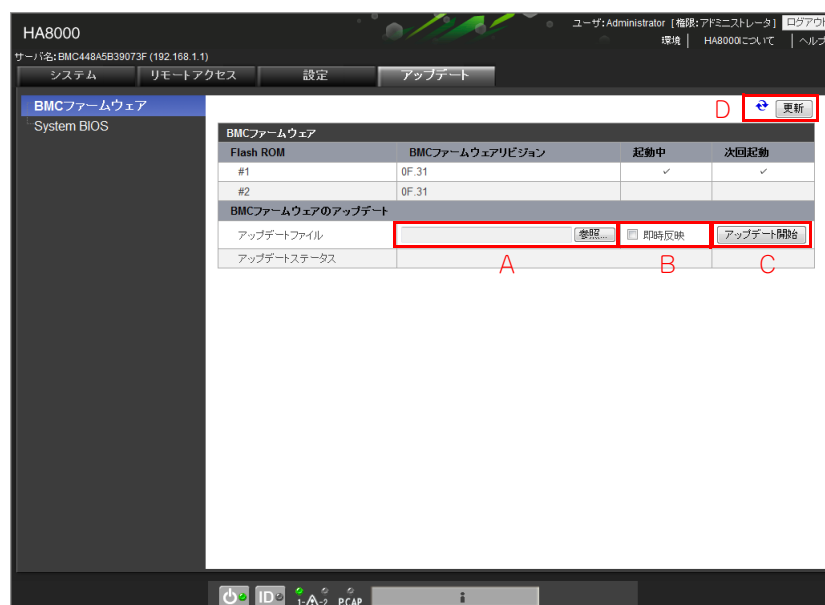 HA8000
ユーザ:Administrator [権限:アドミニストレータ] ログアウト
環境 | HA8000について | ヘルプ
サーバ名:BMC448A5B39073F (192.168.1.1)
システム リモートアクセス 設定 アップデート
BMCファームウェア
System BIOS
D 更新
BMCファームウェア
Flash ROM BMCファームウェアリビジョン 起動中 次回起動
#1 0F.31 ✓ ✓
#2 0F.31
BMCファームウェアのアップデート
アップデートファイル 参照... 即時反映 アップデート開始
アップデートステータス
A B C
ID 1-⚠-2 PCAP i